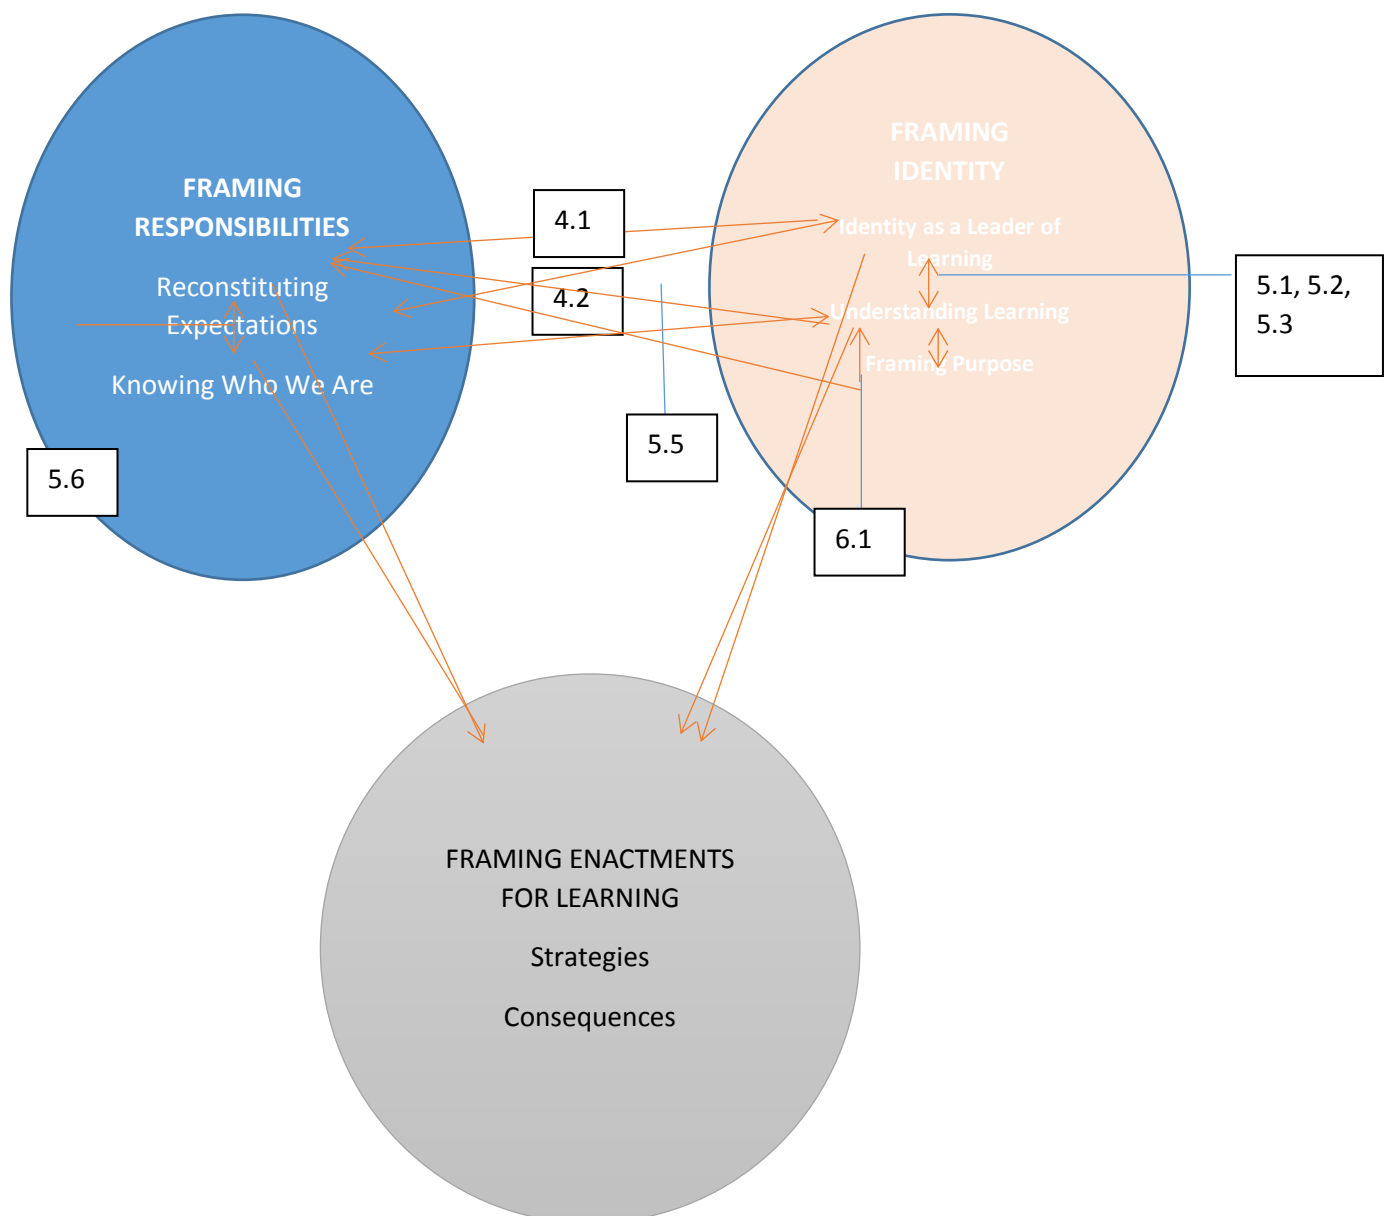 FRAMING
RESPONSIBILITIES
Reconstituting
Expectations
Knowing Who We Are
5.6
4.1
4.2
5.5
FRAMING
IDENTITY
Identity as a Leader of
Learning
Understanding Learning
Framing Purpose
5.1, 5.2,
5.3
6.1
FRAMING ENACTMENTS
FOR LEARNING
Strategies
Consequences